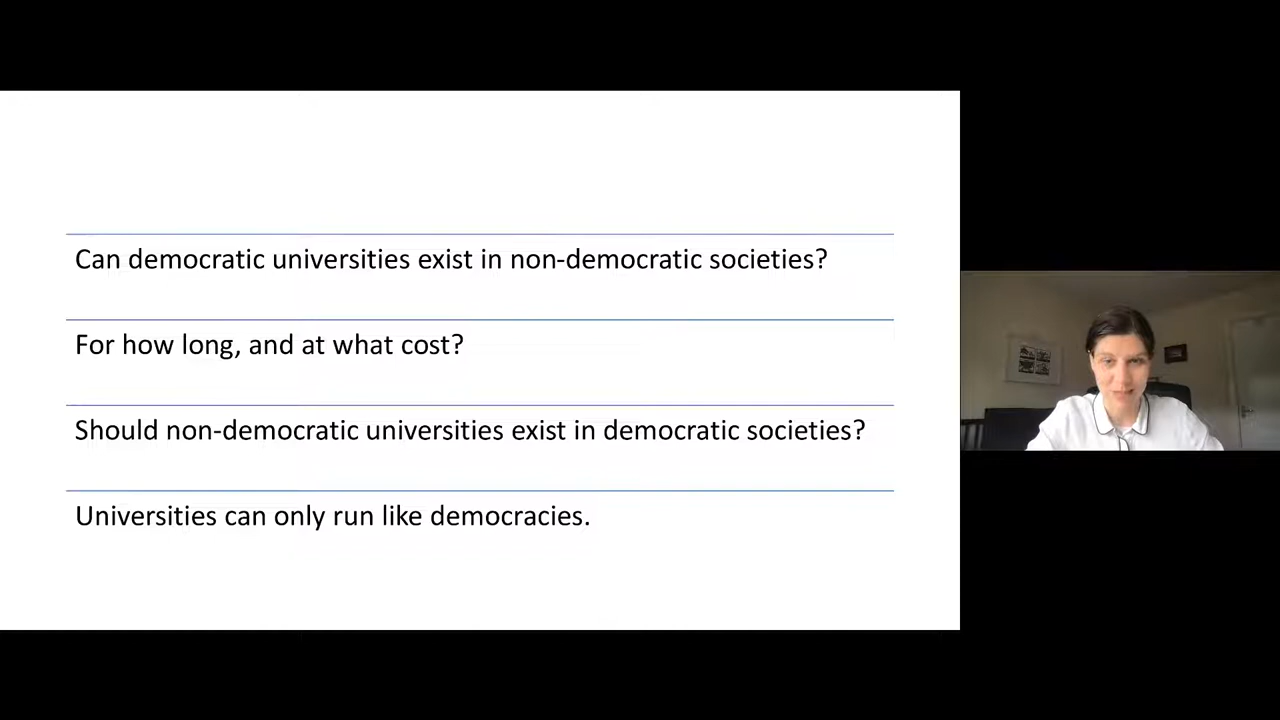 Can democratic universities exist in non-democratic societies?
For how long, and at what cost?
Should non-democratic universities exist in democratic societies?
Universities can only run like democracies.